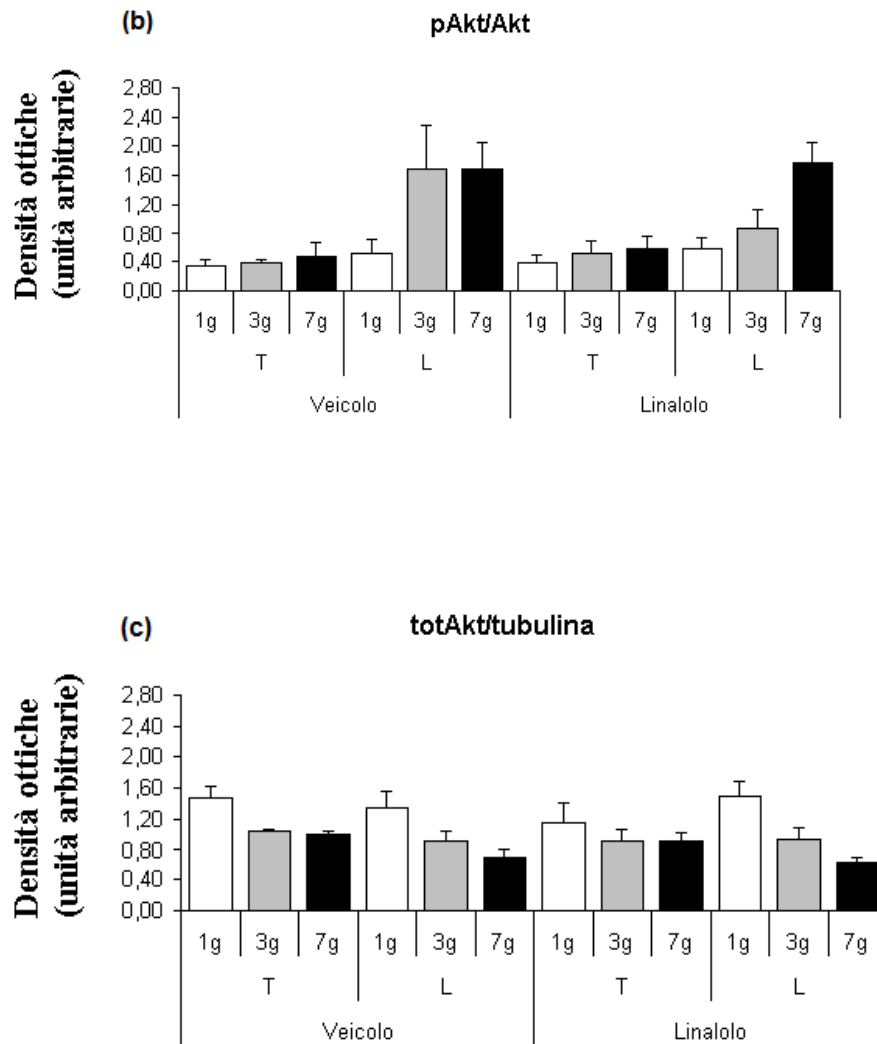 (b)
pAkt/Akt
Densità ottiche
(unità arbitrarie)
2,80
2,40
2,00
1,60
1,20
0,80
0,40
0,00
1g 3g 7g 1g 3g 7g 1g 3g 7g 1g 3g 7g
T L T L
Veicolo Linalolo
(c)
totAkt/tubulina
Densità ottiche
(unità arbitrarie)
2,80
2,40
2,00
1,60
1,20
0,80
0,40
0,00
1g 3g 7g 1g 3g 7g 1g 3g 7g 1g 3g 7g
T L T L
Veicolo Linalolo